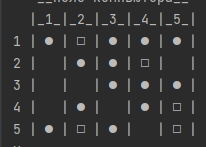 |_1_|_2_|_3_|_4_|_5_|
1 | ● | □ | ● | ● | ● |
2 |   | ● | ● | □ |   |
3 |   |   | ● | ● | ● |
4 |   | ● |   | ● | □ |
5 | ● | □ | ● |   | □ |